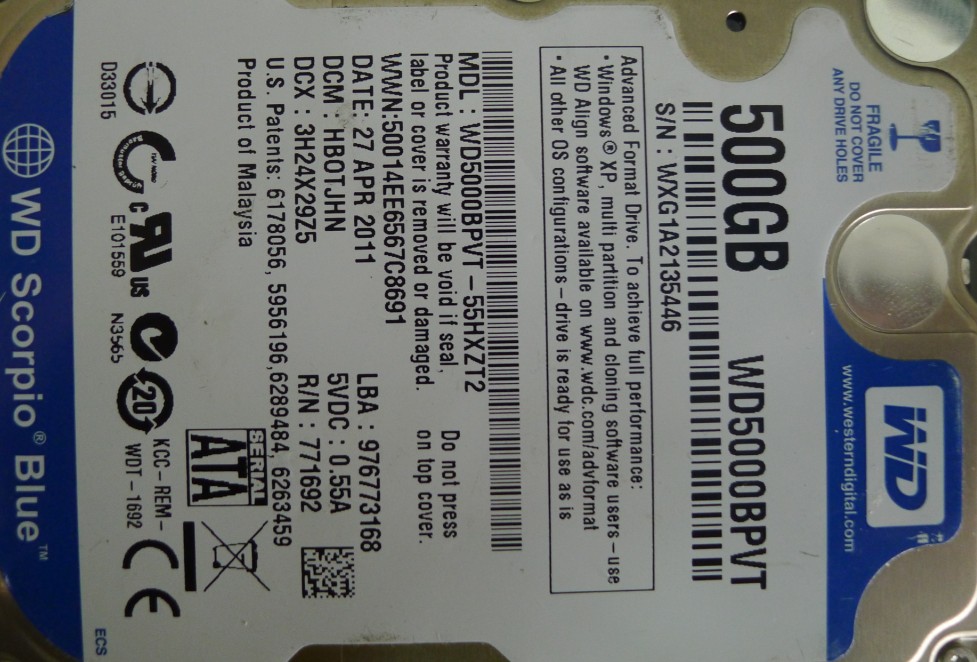 WD
www.westerndigital.com
FRAGILE
DO NOT COVER
ANY DRIVE HOLES
500GB WD5000BPVT
S/N : WXG1A2135446
Advanced Format Drive. To achieve full performance:
• Windows® XP, multi partition and cloning software users – use
WD Align software available on www.wdc.com/advformat
• All other OS configurations – drive is ready for use as is
MDL : WD5000BPVT – 55HXZT2
Product warranty will be void if seal,
label or cover is removed or damaged.
Do not press
on top cover.
WWN:50014EE6567C8691
DATE: 27 APR 2011 LBA : 976773168
DCM : HBOTJHN 5VDC : 0.55A
DCX : 3H24X29Z5 R/N : 771692
U.S. Patents: 6178056, 5956196,6289484, 6263459
Product of Malaysia
SERIAL
ATA
D33015
c RU US
E101559
N3565
20
KCC-REM-
WDT-1692
CE
WD Scorpio® Blue™
ECS